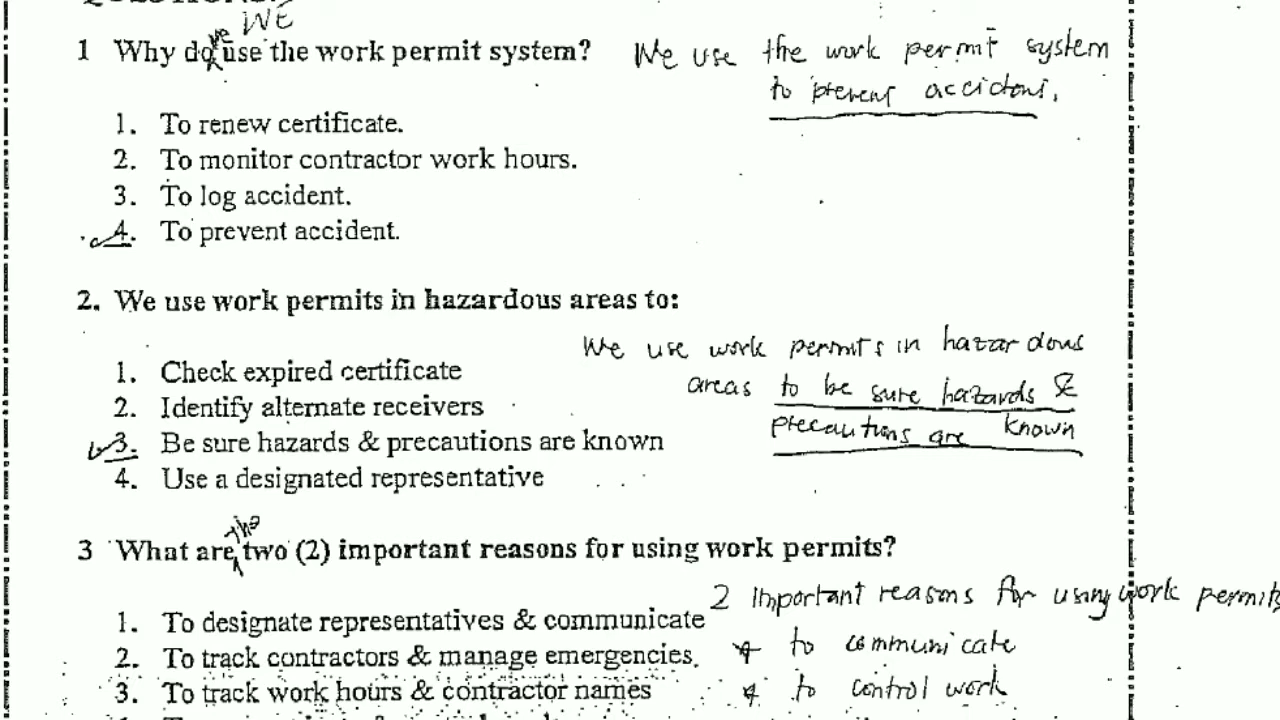 WE
1 Why do we use the work permit system? We use the work permit system
to prevent accident.
1. To renew certificate.
2. To monitor contractor work hours.
3. To log accident.
4. To prevent accident.
2. We use work permits in hazardous areas to:
We use work permits in hazardous
1. Check expired certificate
areas to be sure hazards &
2. Identify alternate receivers
precautions are known
3. Be sure hazards & precautions are known
4. Use a designated representative
3 What are the two (2) important reasons for using work permits?
2 Important reasons for using work permits
1. To designate representatives & communicate
2. To track contractors & manage emergencies. * to communicate
3. To track work hours & contractor names * to control work